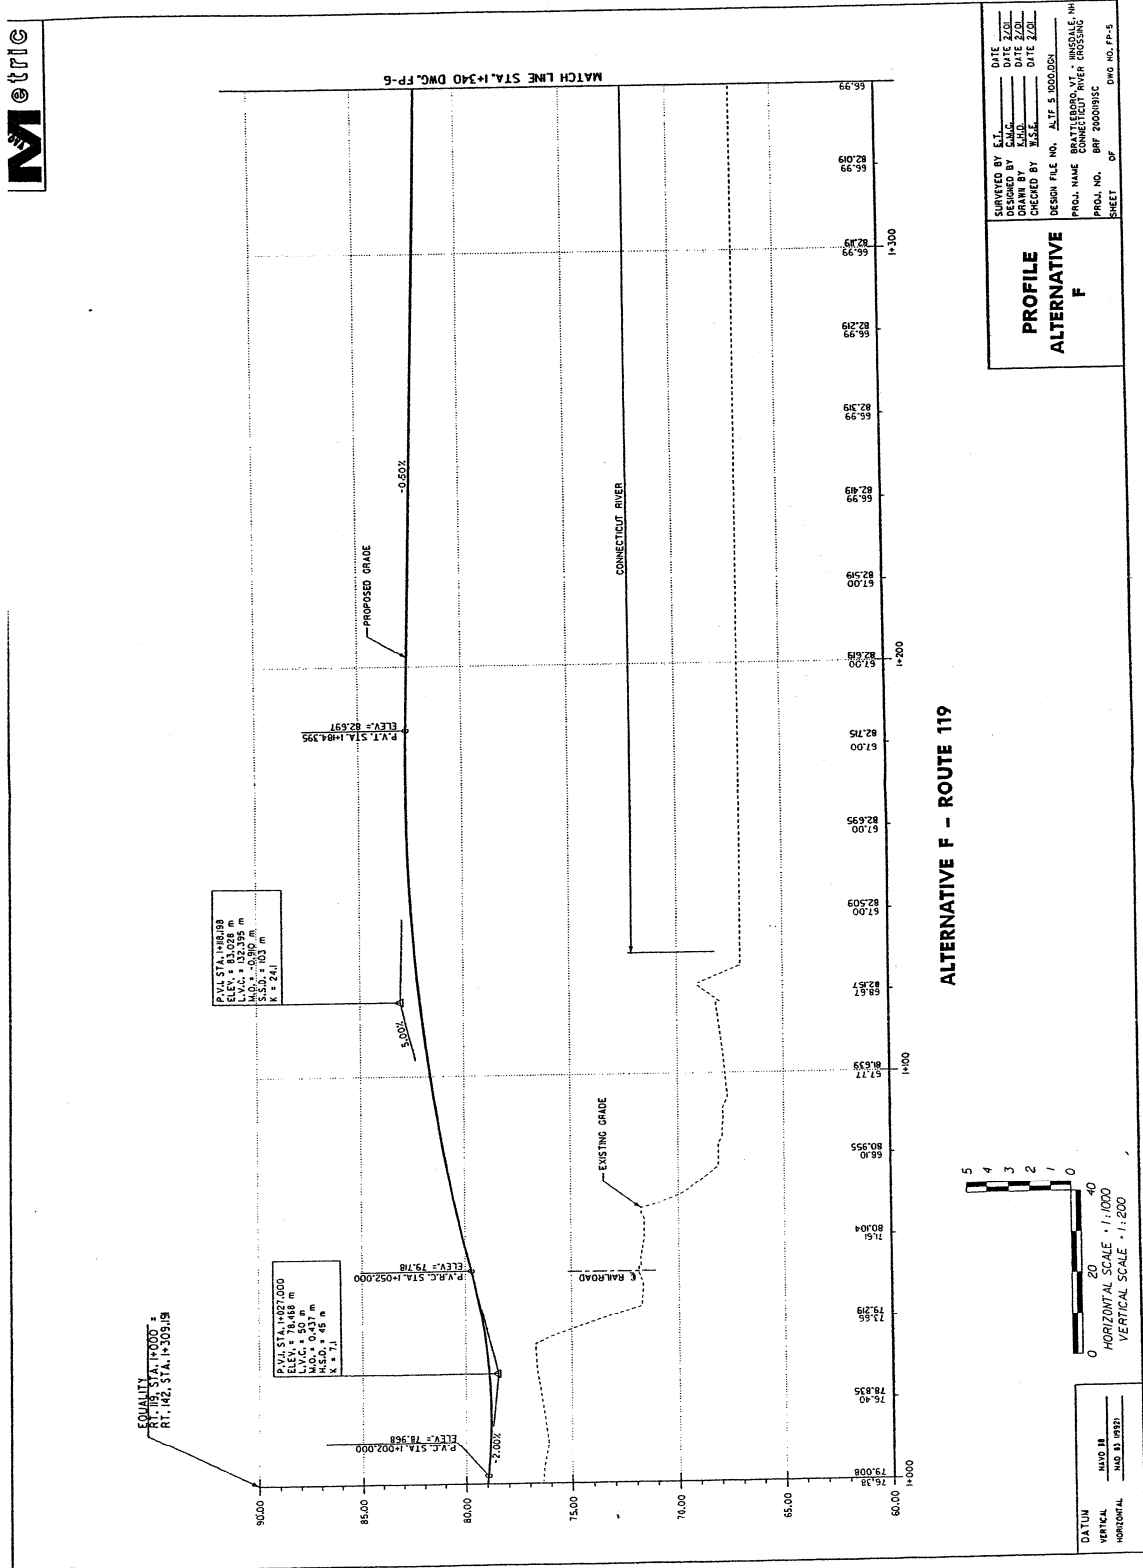 Metric
MATCH LINE STA.1+340 DWG.FP-6
EQUALITY
RT. 119, STA. 1+000 =
RT. 142, STA. 1+309.191
P.V.I. STA. 1+027.000
ELEV. = 78.468 m
L.V.C. = 50 m
M.O. = 0.437 m
H.S.D. = 45 m
K = 7.1
P.V.C. STA. 1+002.000
ELEV.= 78.968
-2.00%
P.V.R.C. STA. 1+052.000
ELEV.= 79.718
P.V.I. STA. 1+118.198
ELEV. = 83.028 m
L.V.C. = 132.395 m
M.O. = -0.910 m
S.S.D. = 103 m
K = 24.1
5.00%
P.V.T. STA. 1+184.395
ELEV.= 82.697
PROPOSED GRADE
-0.50%
CONNECTICUT RIVER
EXISTING GRADE
℄ RAILROAD
90.00
85.00
80.00
75.00
70.00
65.00
60.00
79.008
76.38
78.835
76.40
79.219
73.66
80.104
71.61
80.955
68.10
81.639
67.77
82.157
68.67
82.509
67.00
82.695
67.00
82.715
67.00
82.619
67.00
82.519
67.00
82.419
66.99
82.319
66.99
82.219
66.99
82.119
66.99
82.019
66.99
66.99
1+000
1+100
1+200
1+300
ALTERNATIVE F - ROUTE 119
5
4
3
2
1
0
0 20 40
HORIZONTAL SCALE - 1:1000
VERTICAL SCALE - 1:200
DATUM
VERTICAL NAVD 88
HORIZONTAL NAD 83 (1992)
PROFILE
ALTERNATIVE
F
SURVEYED BY E.T. DATE
DESIGNED BY C.M.C. DATE 2/01
DRAWN BY K.H.D. DATE 2/01
CHECKED BY W.S.E. DATE 2/01
DESIGN FILE NO. ALTF 5 1000.DGN
PROJ. NAME BRATTLEBORO, VT. - HINSDALE, NH
CONNECTICUT RIVER CROSSING
PROJ. NO. BRF 2000(19)SC
SHEET OF DWG NO. FP-5